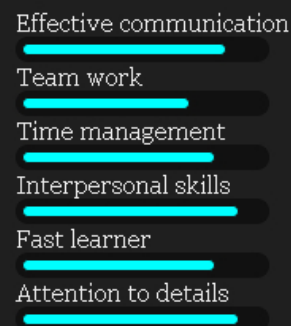 Effective communication
Team work
Time management
Interpersonal skills
Fast learner
Attention to details